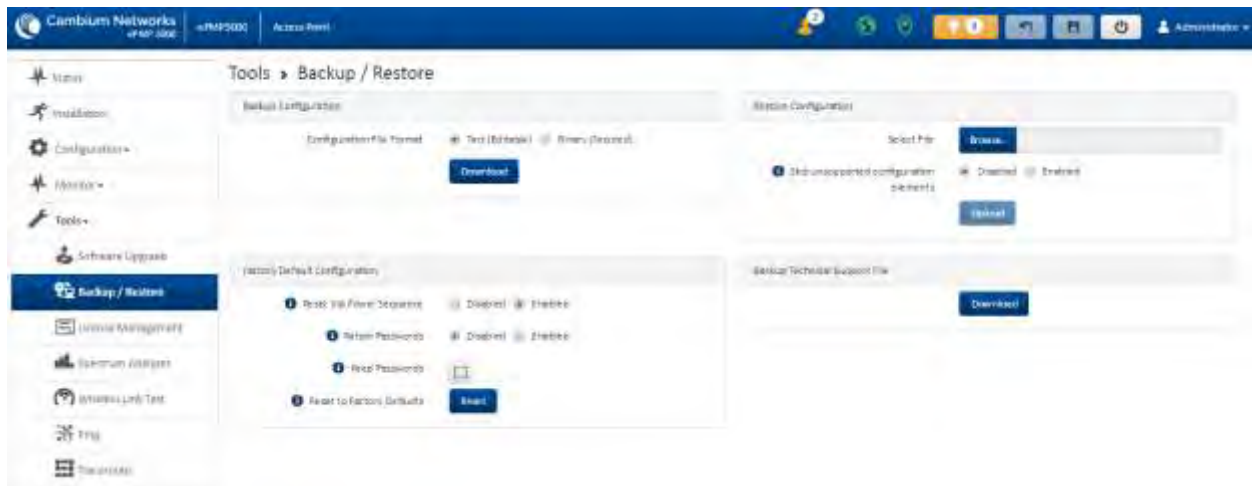 Cambium Networks
ePMP 5000
ePMP5000 Access Point
2
Administrator
Status
Installation
Configuration
Monitor
Tools
Software Upgrade
Backup / Restore
License Management
Spectrum Analyzer
Wireless Link Test
Ping
Traceroute
Tools > Backup / Restore
Backup Configuration
Configuration File Format Text (Editable) Binary (Secured)
Download
Restore Configuration
Select File Browse...
Skip unsupported configuration elements Disabled Enabled
Upload
Factory Default Configuration
Reset Via Power Sequence Disabled Enabled
Retain Passwords Disabled Enabled
Reset Passwords
Reset to Factory Defaults Reset
Backup Technical Support File
Download